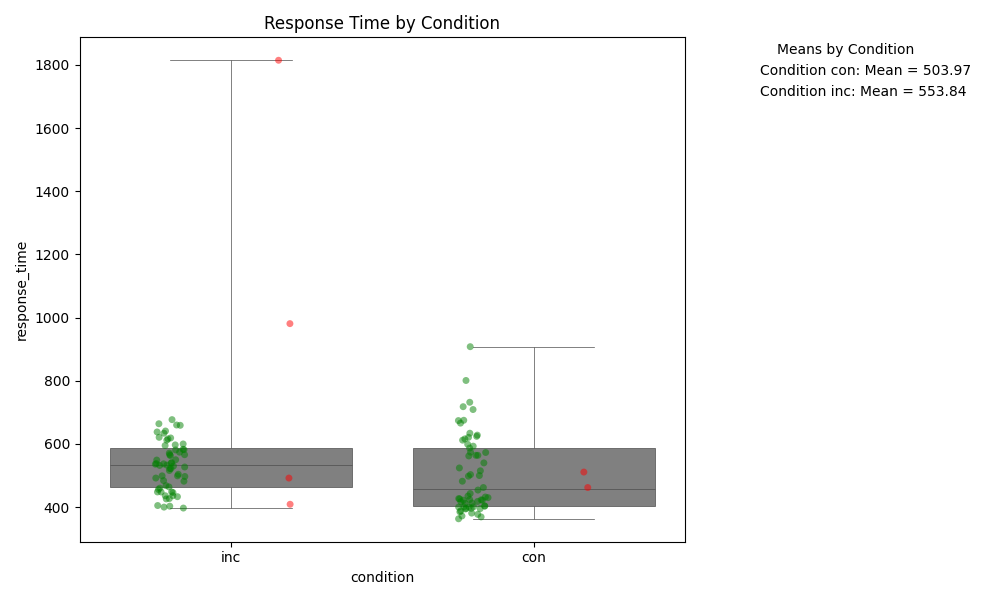 Response Time by Condition
Means by Condition
Condition con: Mean = 503.97
Condition inc: Mean = 553.84
response_time
1800
1600
1400
1200
1000
800
600
400
inc
con
condition